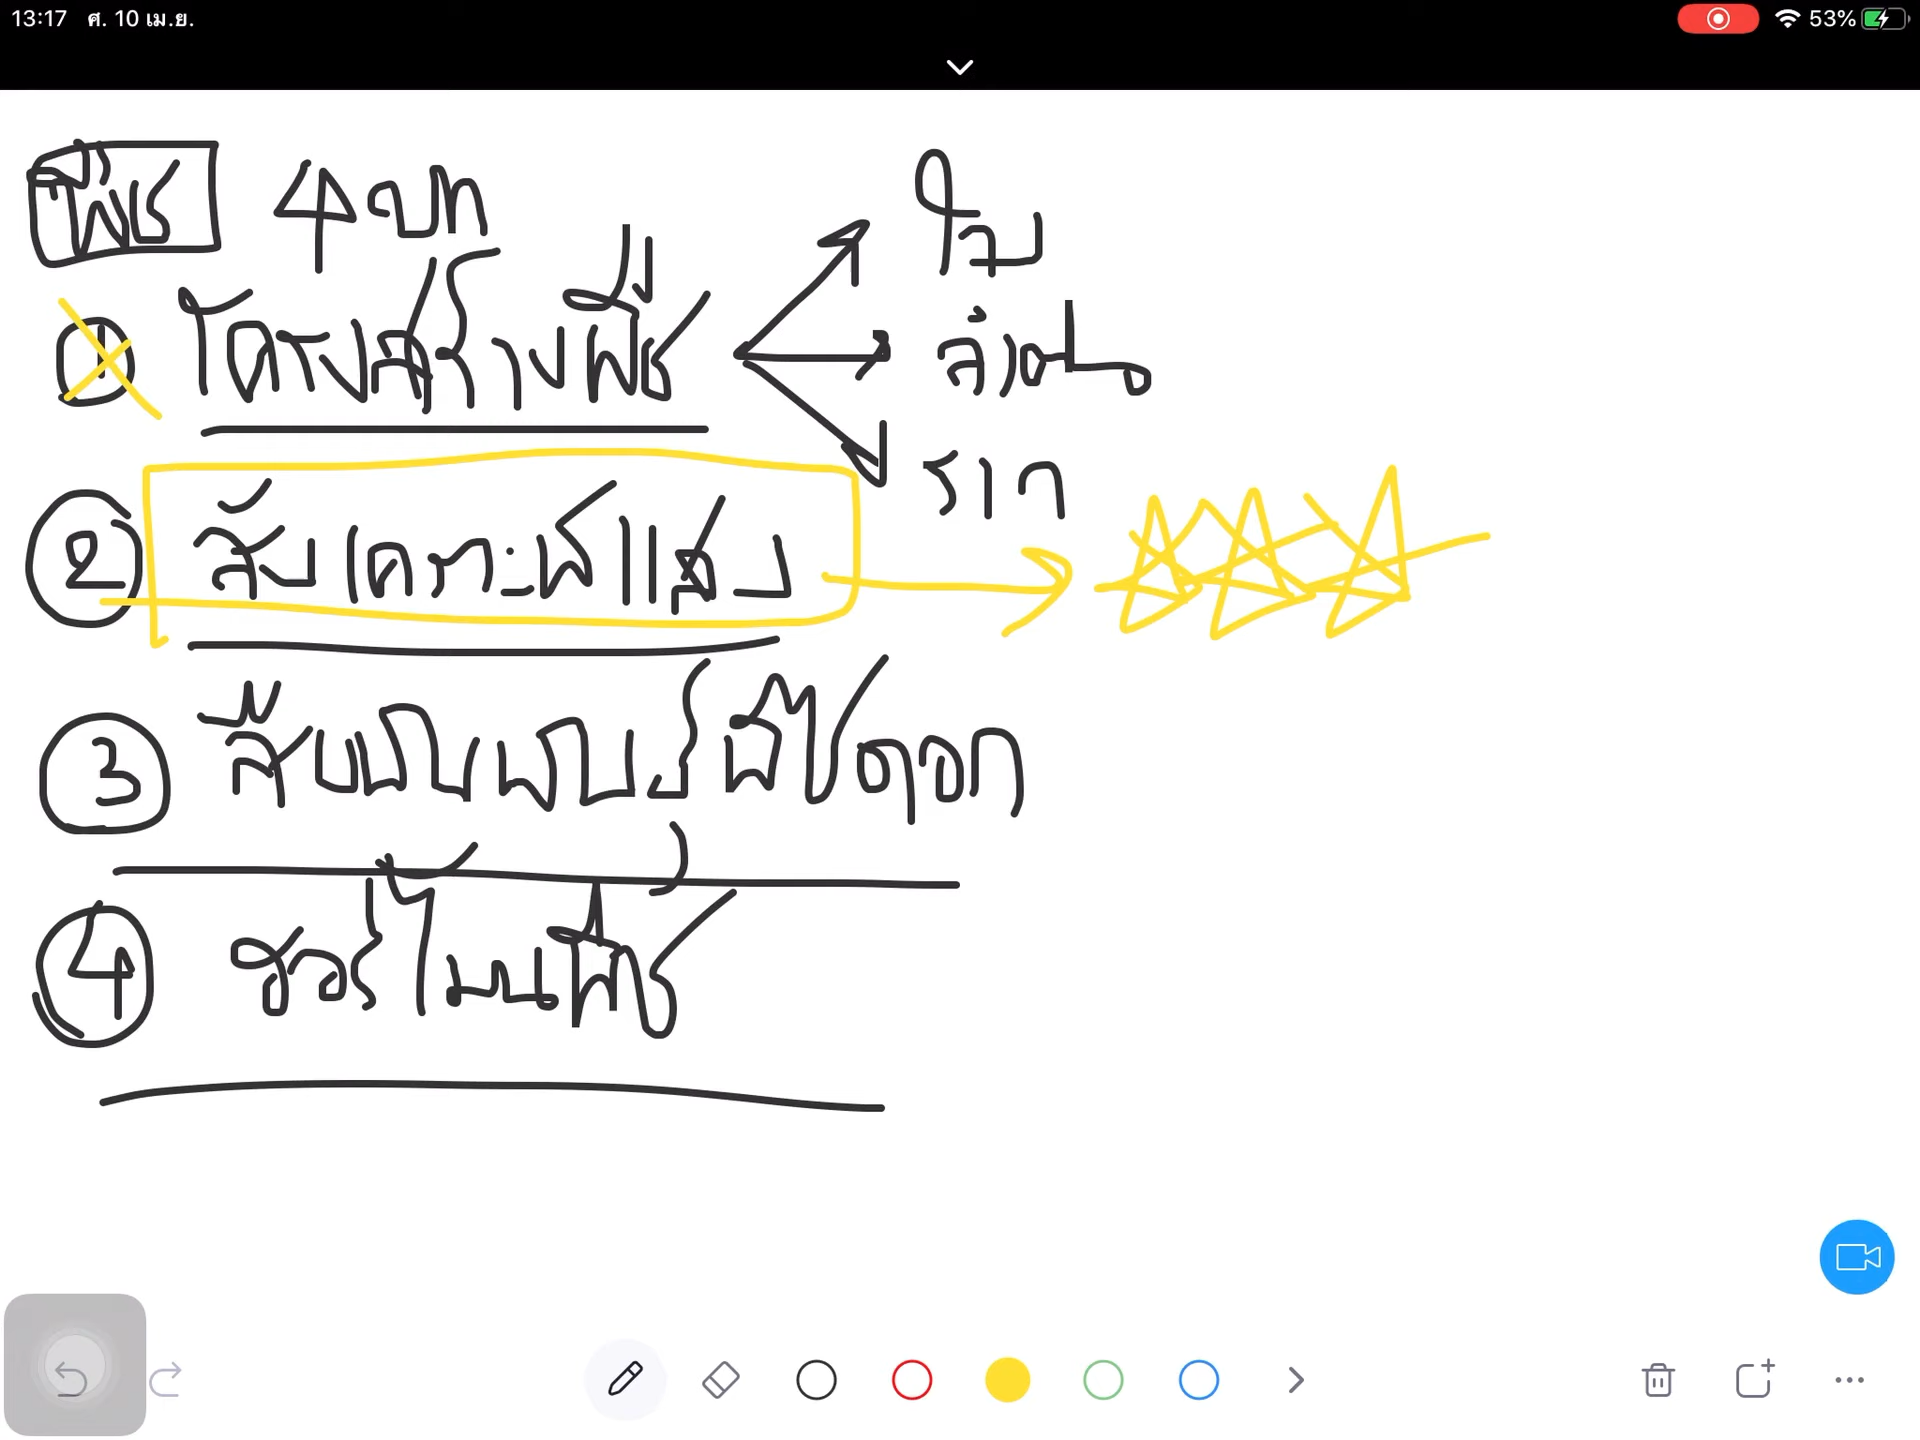 13:17 ศ. 10 เม.ย. 53%
พืช 4 บท
① โครงสร้างพืช
ใบ
ลำต้น
ราก
② สังเคราะห์แสง
③ สืบพันธุ์พืชดอก
④ ฮอร์โมนพืช